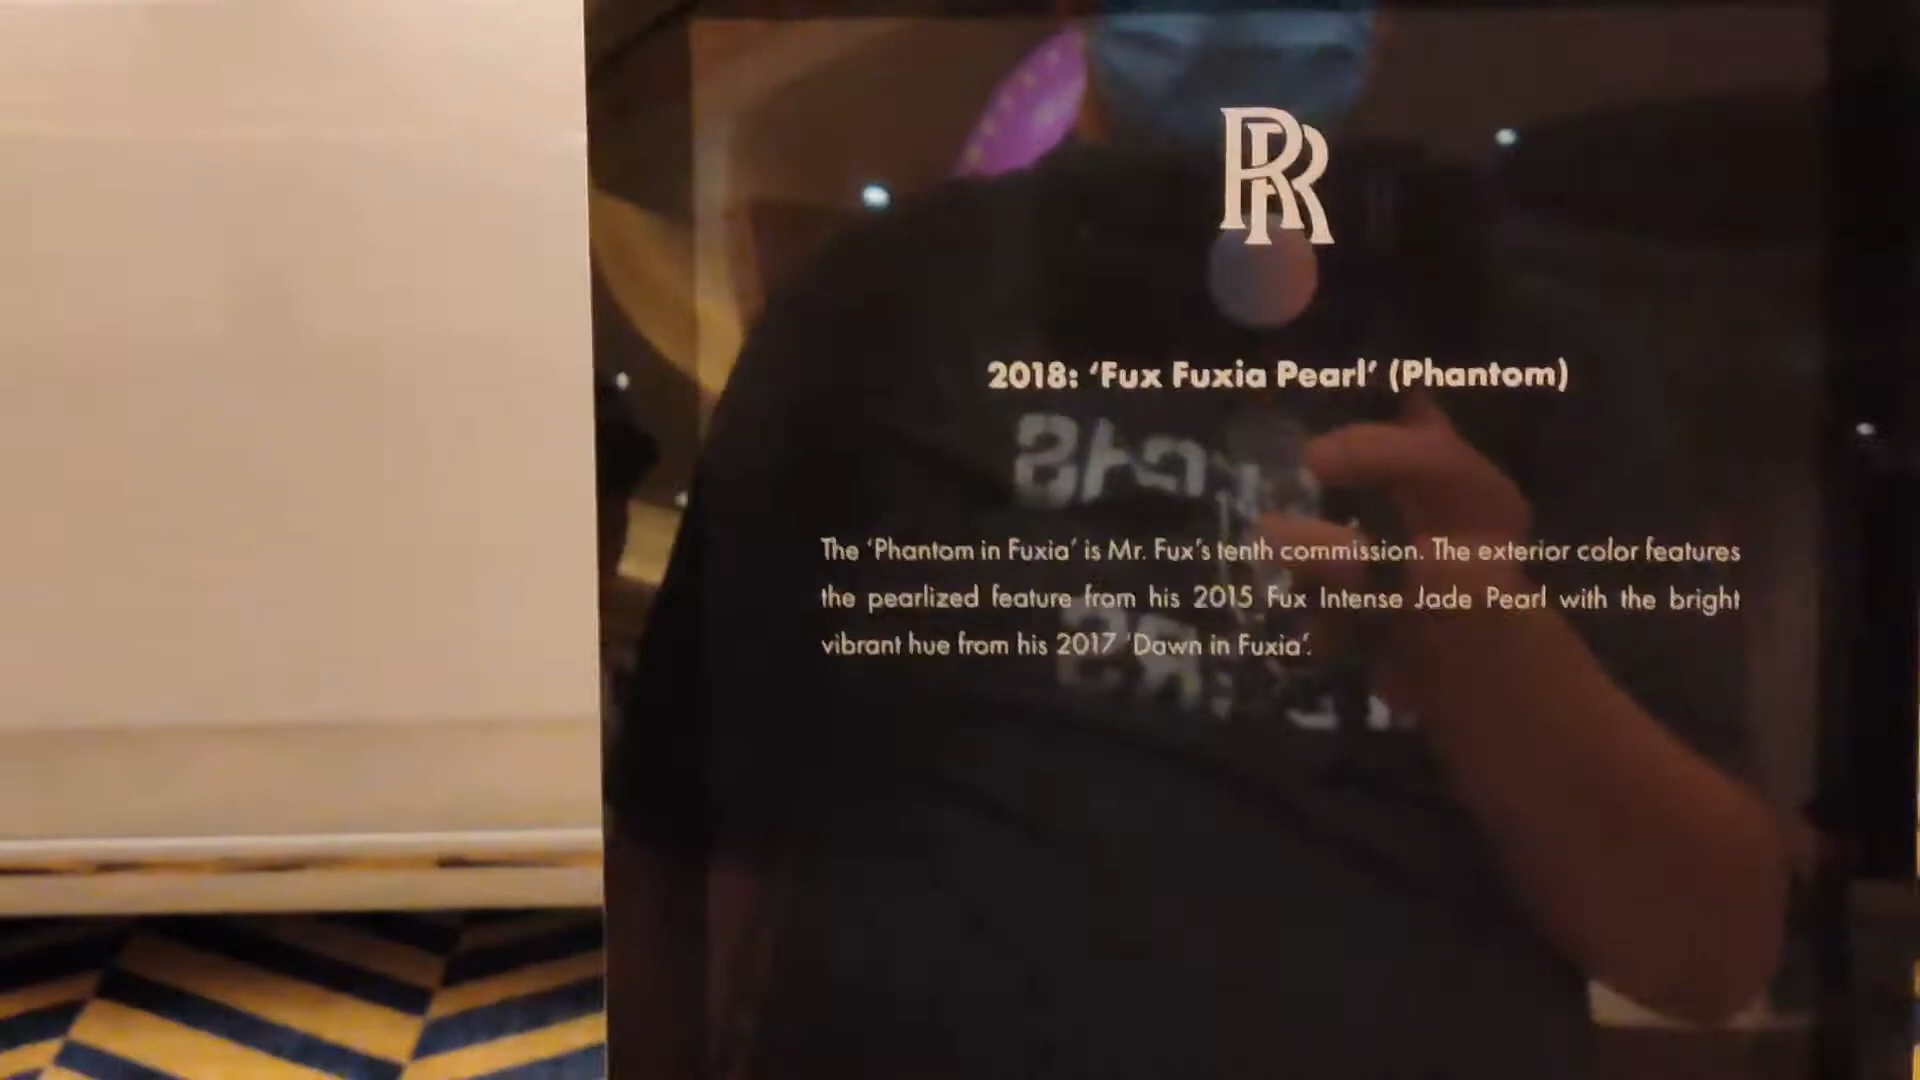 RR
2018: ‘Fux Fuxia Pearl’ (Phantom)
The ‘Phantom in Fuxia’ is Mr. Fux’s tenth commission. The exterior color features
the pearlized feature from his 2015 Fux Intense Jade Pearl with the bright
vibrant hue from his 2017 ‘Dawn in Fuxia’.